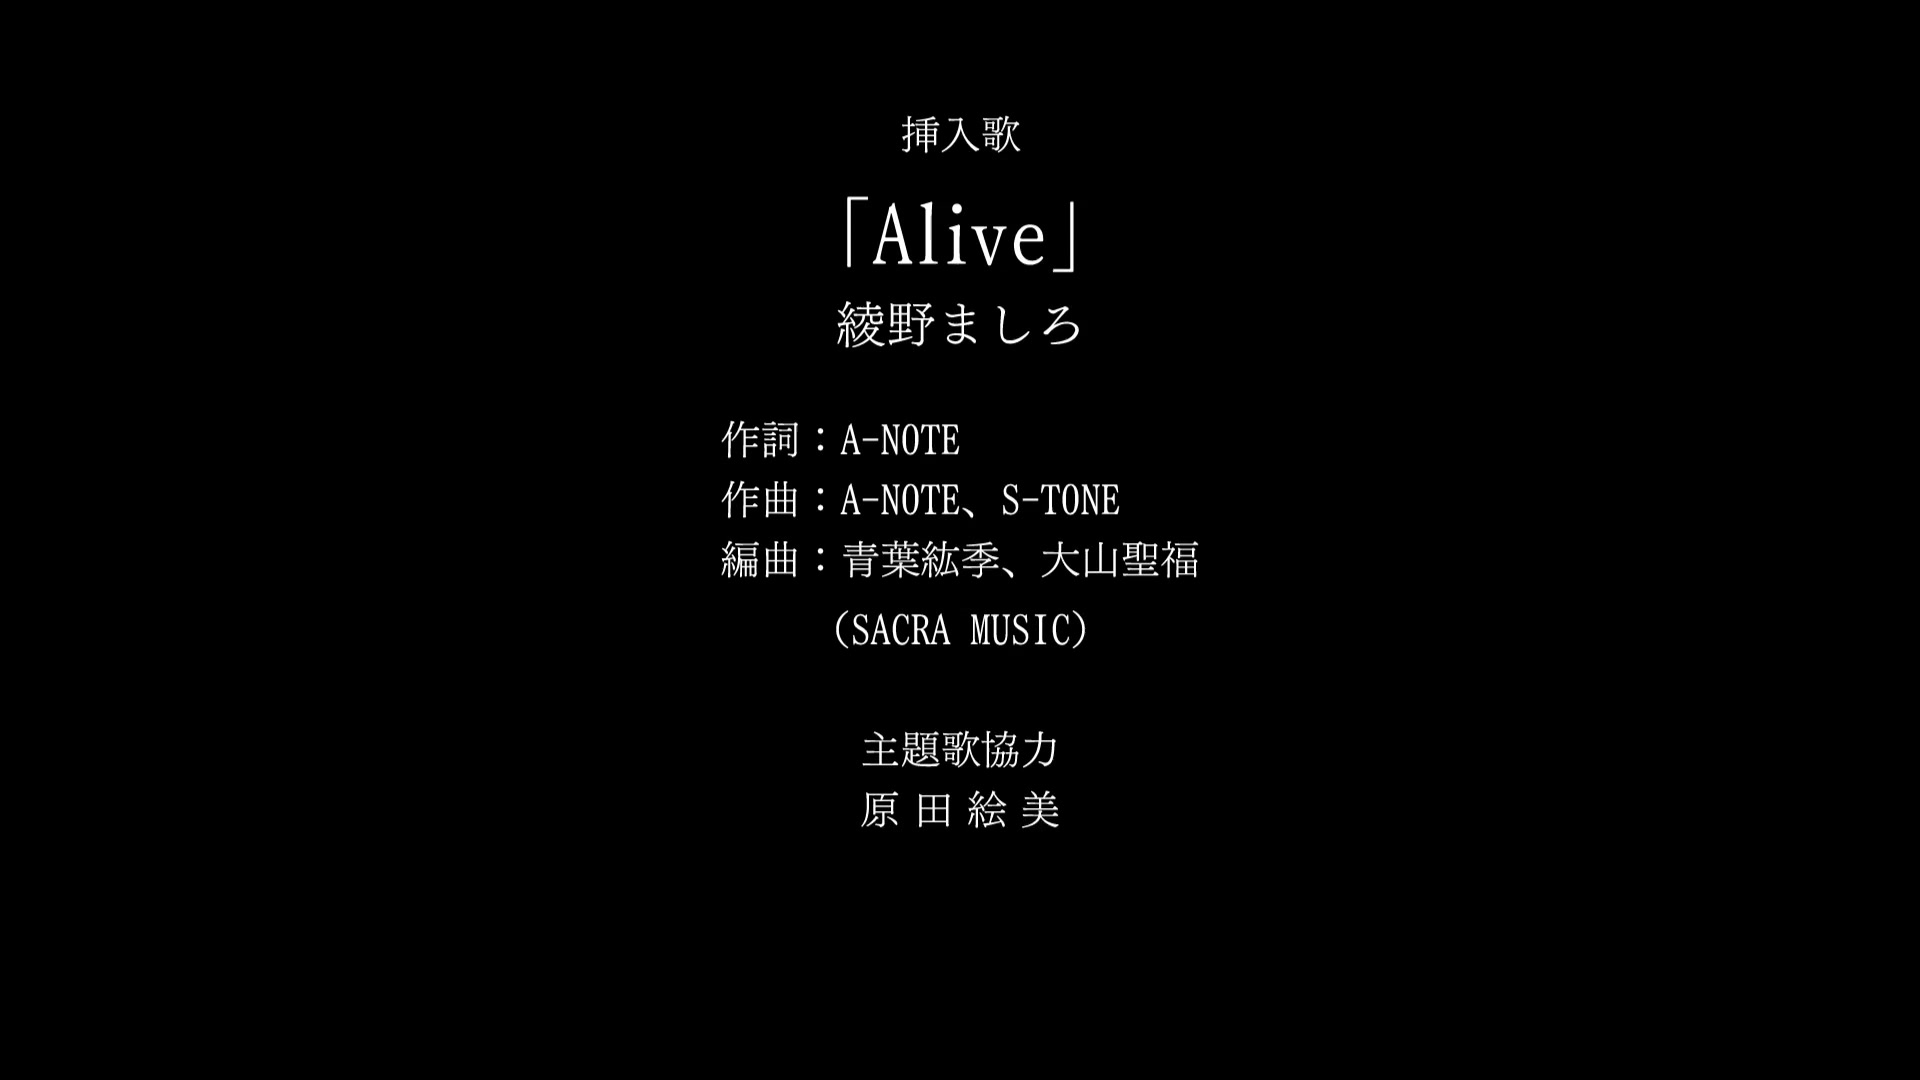 挿入歌
「Alive」
綾野ましろ
作詞：A-NOTE
作曲：A-NOTE、S-TONE
編曲：青葉紘季、大山聖福
（SACRA MUSIC）
主題歌協力
原田絵美